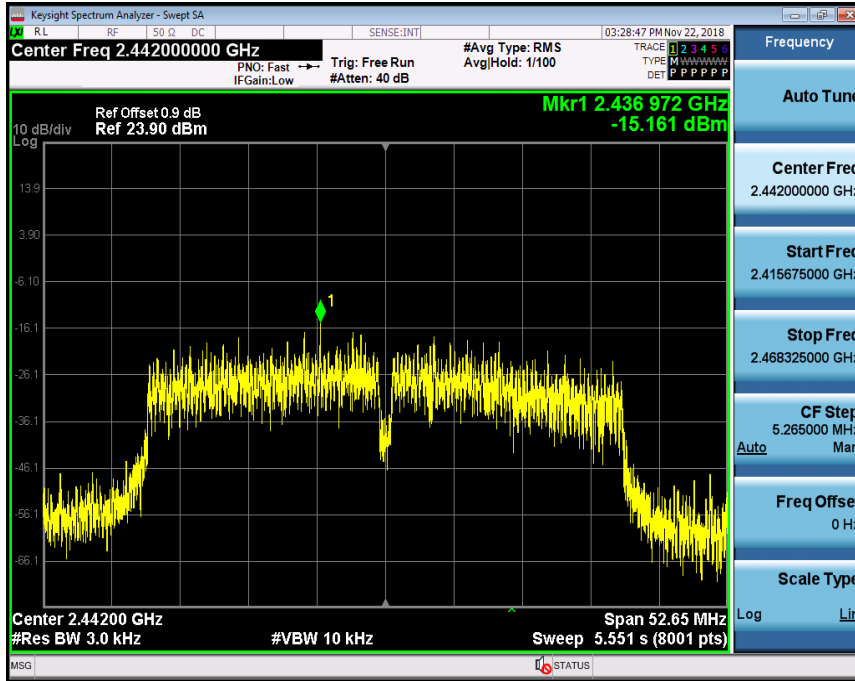 Keysight Spectrum Analyzer - Swept SA
LXI RL RF 50 Ω DC SENSE:INT 03:28:47 PM Nov 22, 2018
Center Freq 2.442000000 GHz
PNO: Fast
IFGain:Low
Trig: Free Run
#Atten: 40 dB
#Avg Type: RMS
Avg|Hold: 1/100
TRACE 1 2 3 4 5 6
TYPE M WWWWW
DET P P P P P P
Ref Offset 0.9 dB
10 dB/div Ref 23.90 dBm
Log
Mkr1 2.436 972 GHz
-15.161 dBm
1
13.9
3.90
-6.10
-16.1
-26.1
-36.1
-46.1
-56.1
-66.1
Center 2.44200 GHz Span 52.65 MHz
#Res BW 3.0 kHz #VBW 10 kHz Sweep 5.551 s (8001 pts)
MSG STATUS
Frequency
Auto Tune
Center Freq
2.442000000 GHz
Start Freq
2.415675000 GHz
Stop Freq
2.468325000 GHz
CF Step
5.265000 MHz
Auto Man
Freq Offset
0 Hz
Scale Type
Log Lin